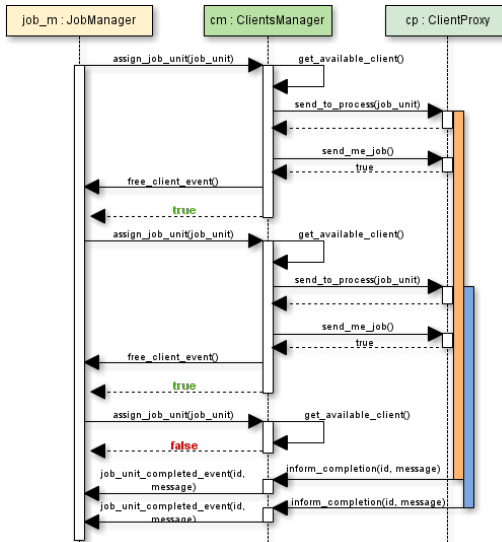 job_m : JobManager
cm : ClientsManager
cp : ClientProxy
assign_job_unit(job_unit)
get_available_client()
send_to_process(job_unit)
send_me_job()
true
free_client_event()
true
assign_job_unit(job_unit)
get_available_client()
send_to_process(job_unit)
send_me_job()
true
free_client_event()
true
assign_job_unit(job_unit)
get_available_client()
false
job_unit_completed_event(id,
message)
inform_completion(id, message)
job_unit_completed_event(id,
message)
inform_completion(id, message)